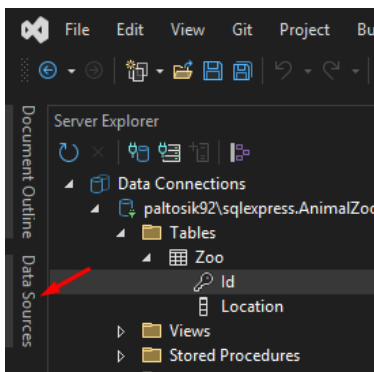 File Edit View Git Project Bu
Document Outline
Data Sources
Server Explorer
Data Connections
paltosik92\sqlexpress.AnimalZoo
Tables
Zoo
Id
Location
Views
Stored Procedures